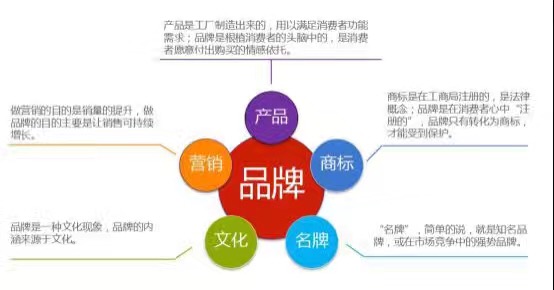 产品是工厂制造出来的，用以满足消费者功能
需求；品牌是根植消费者的头脑中的，是消费
者愿意付出购买的情感依托。
做营销的目的是销量的提升，做
品牌的目的主要是让销售可持续
增长。
商标是在工商局注册的，是法律
概念；品牌是在消费者心中“注
册的”，品牌只有转化为商标，
才能受到保护。
产品
营销
商标
品牌
文化
名牌
品牌是一种文化现象，品牌的内
涵来源于文化。
“名牌”，简单的说，就是知名品
牌，或在市场竞争中的强势品牌。